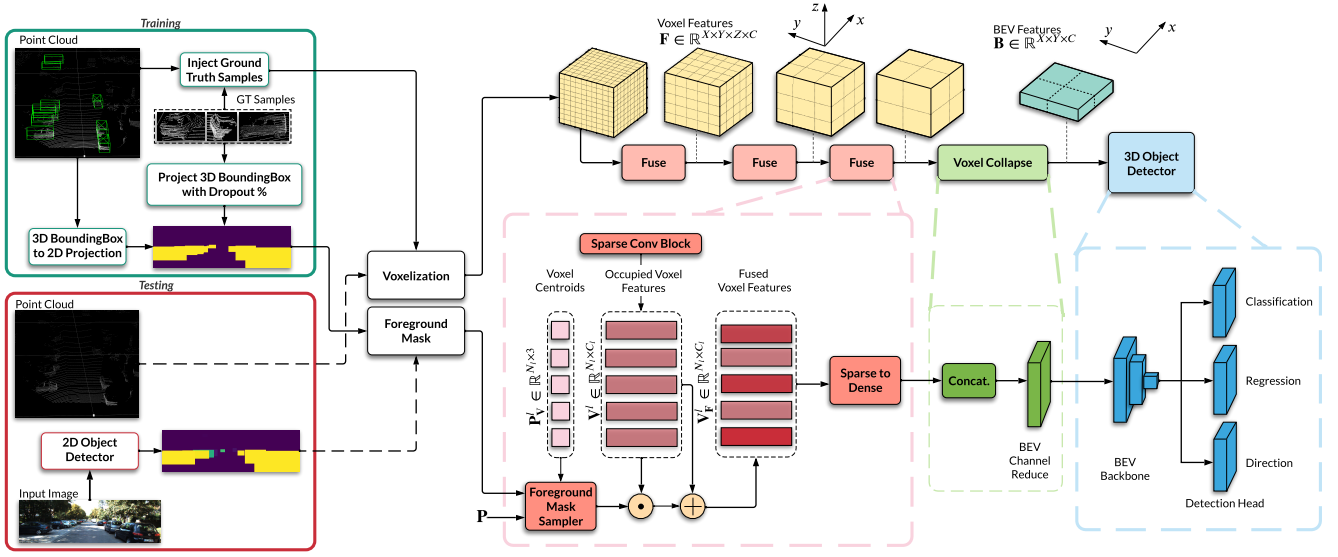 Training
Point Cloud
Inject Ground
Truth Samples
GT Samples
Project 3D BoundingBox
with Dropout %
3D BoundingBox
to 2D Projection
Testing
Point Cloud
2D Object
Detector
Input Image
Voxelization
Foreground
Mask
Voxel Features
F ∈ ℝ^{X×Y×Z×C}
z
y
x
BEV Features
B ∈ ℝ^{X×Y×C}
y
x
Fuse
Fuse
Fuse
Voxel Collapse
3D Object
Detector
Sparse Conv Block
Voxel
Centroids
Occupied Voxel
Features
Fused
Voxel Features
P_V^l ∈ ℝ^{N_l×3}
V^l ∈ ℝ^{N_l×C_l}
V_F^l ∈ ℝ^{N_l×C_l}
Foreground
Mask
Sampler
P
Sparse to
Dense
Concat.
BEV
Channel
Reduce
BEV
Backbone
Classification
Regression
Direction
Detection Head